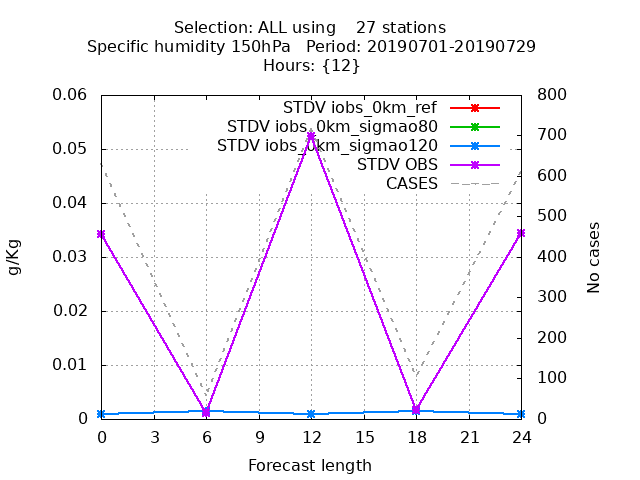 Selection: ALL using    27 stations
Specific humidity 150hPa   Period: 20190701-20190729
Hours: {12}
STDV iobs_0km_ref
STDV iobs_0km_sigmao80
STDV iobs_0km_sigmao120
STDV OBS
CASES
0.06
0.05
0.04
0.03
0.02
0.01
0
g/Kg
800
700
600
500
400
300
200
100
0
No cases
0 3 6 9 12 15 18 21 24
Forecast length